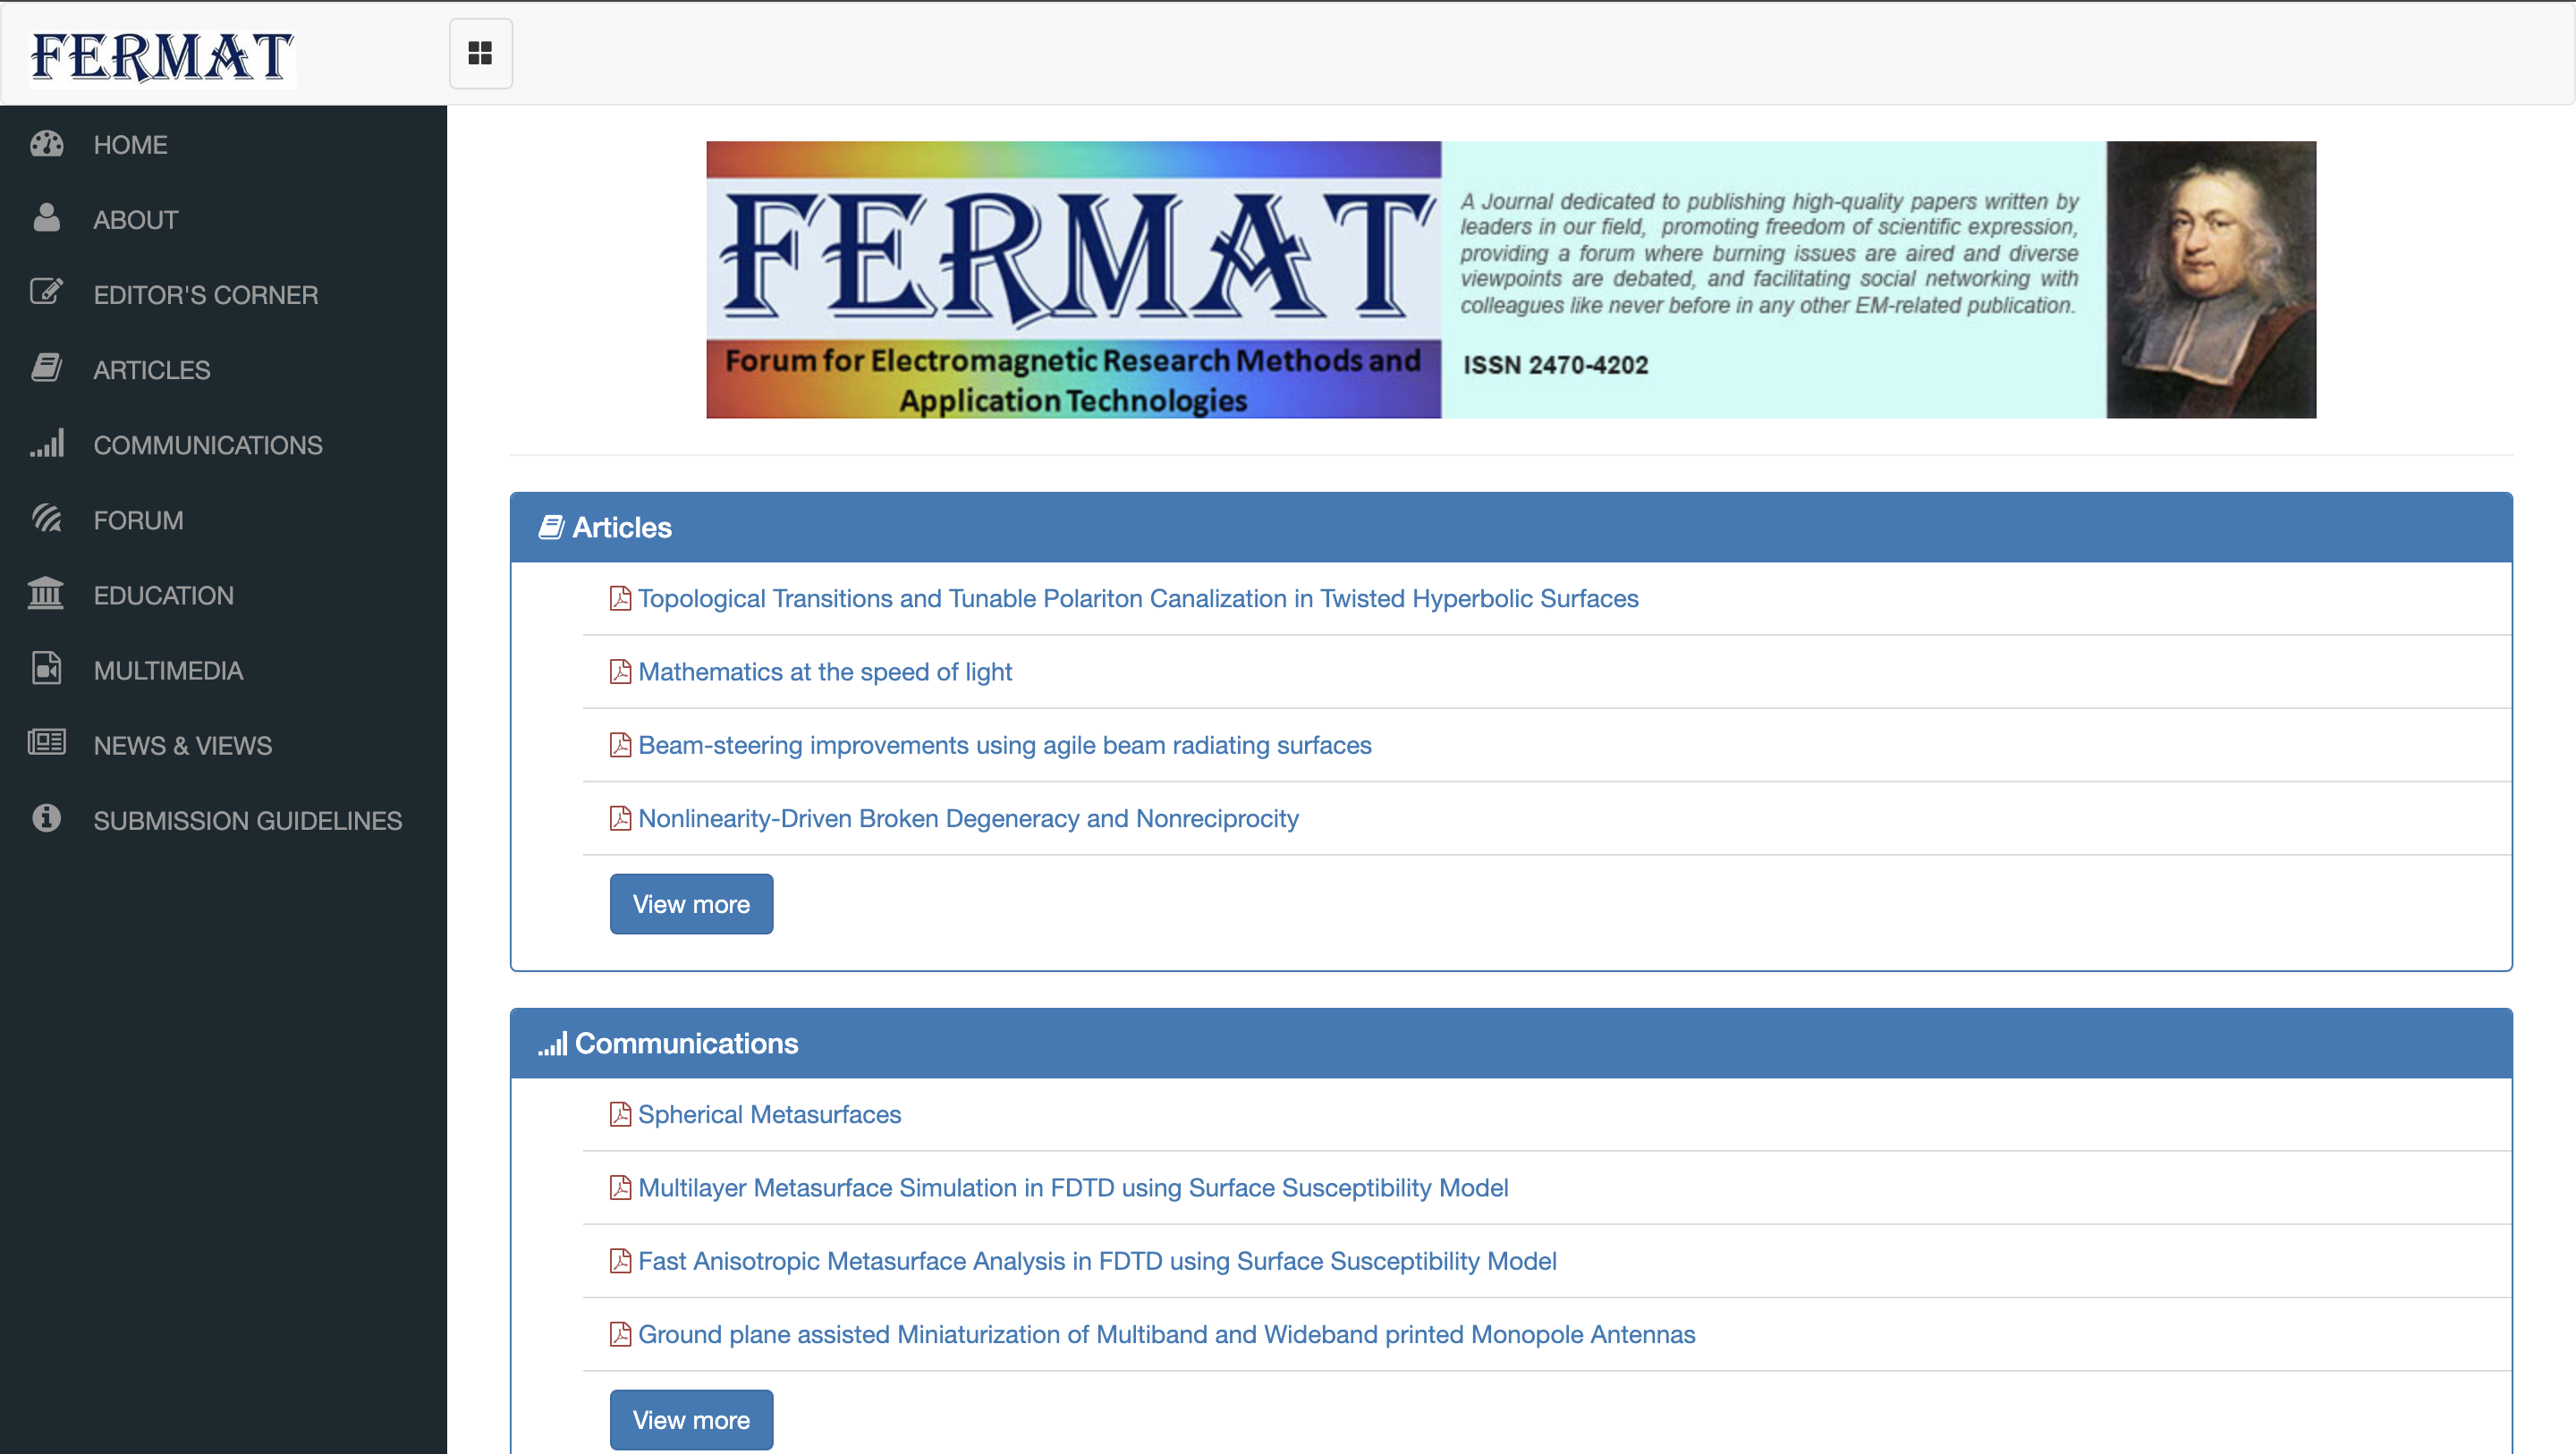 FERMAT
HOME
ABOUT
EDITOR'S CORNER
ARTICLES
COMMUNICATIONS
FORUM
EDUCATION
MULTIMEDIA
NEWS & VIEWS
SUBMISSION GUIDELINES
FERMAT
Forum for Electromagnetic Research Methods and
Application Technologies
A Journal dedicated to publishing high-quality papers written by
leaders in our field, promoting freedom of scientific expression,
providing a forum where burning issues are aired and diverse
viewpoints are debated, and facilitating social networking with
colleagues like never before in any other EM-related publication.
ISSN 2470-4202
Articles
Topological Transitions and Tunable Polariton Canalization in Twisted Hyperbolic Surfaces
Mathematics at the speed of light
Beam-steering improvements using agile beam radiating surfaces
Nonlinearity-Driven Broken Degeneracy and Nonreciprocity
View more
Communications
Spherical Metasurfaces
Multilayer Metasurface Simulation in FDTD using Surface Susceptibility Model
Fast Anisotropic Metasurface Analysis in FDTD using Surface Susceptibility Model
Ground plane assisted Miniaturization of Multiband and Wideband printed Monopole Antennas
View more